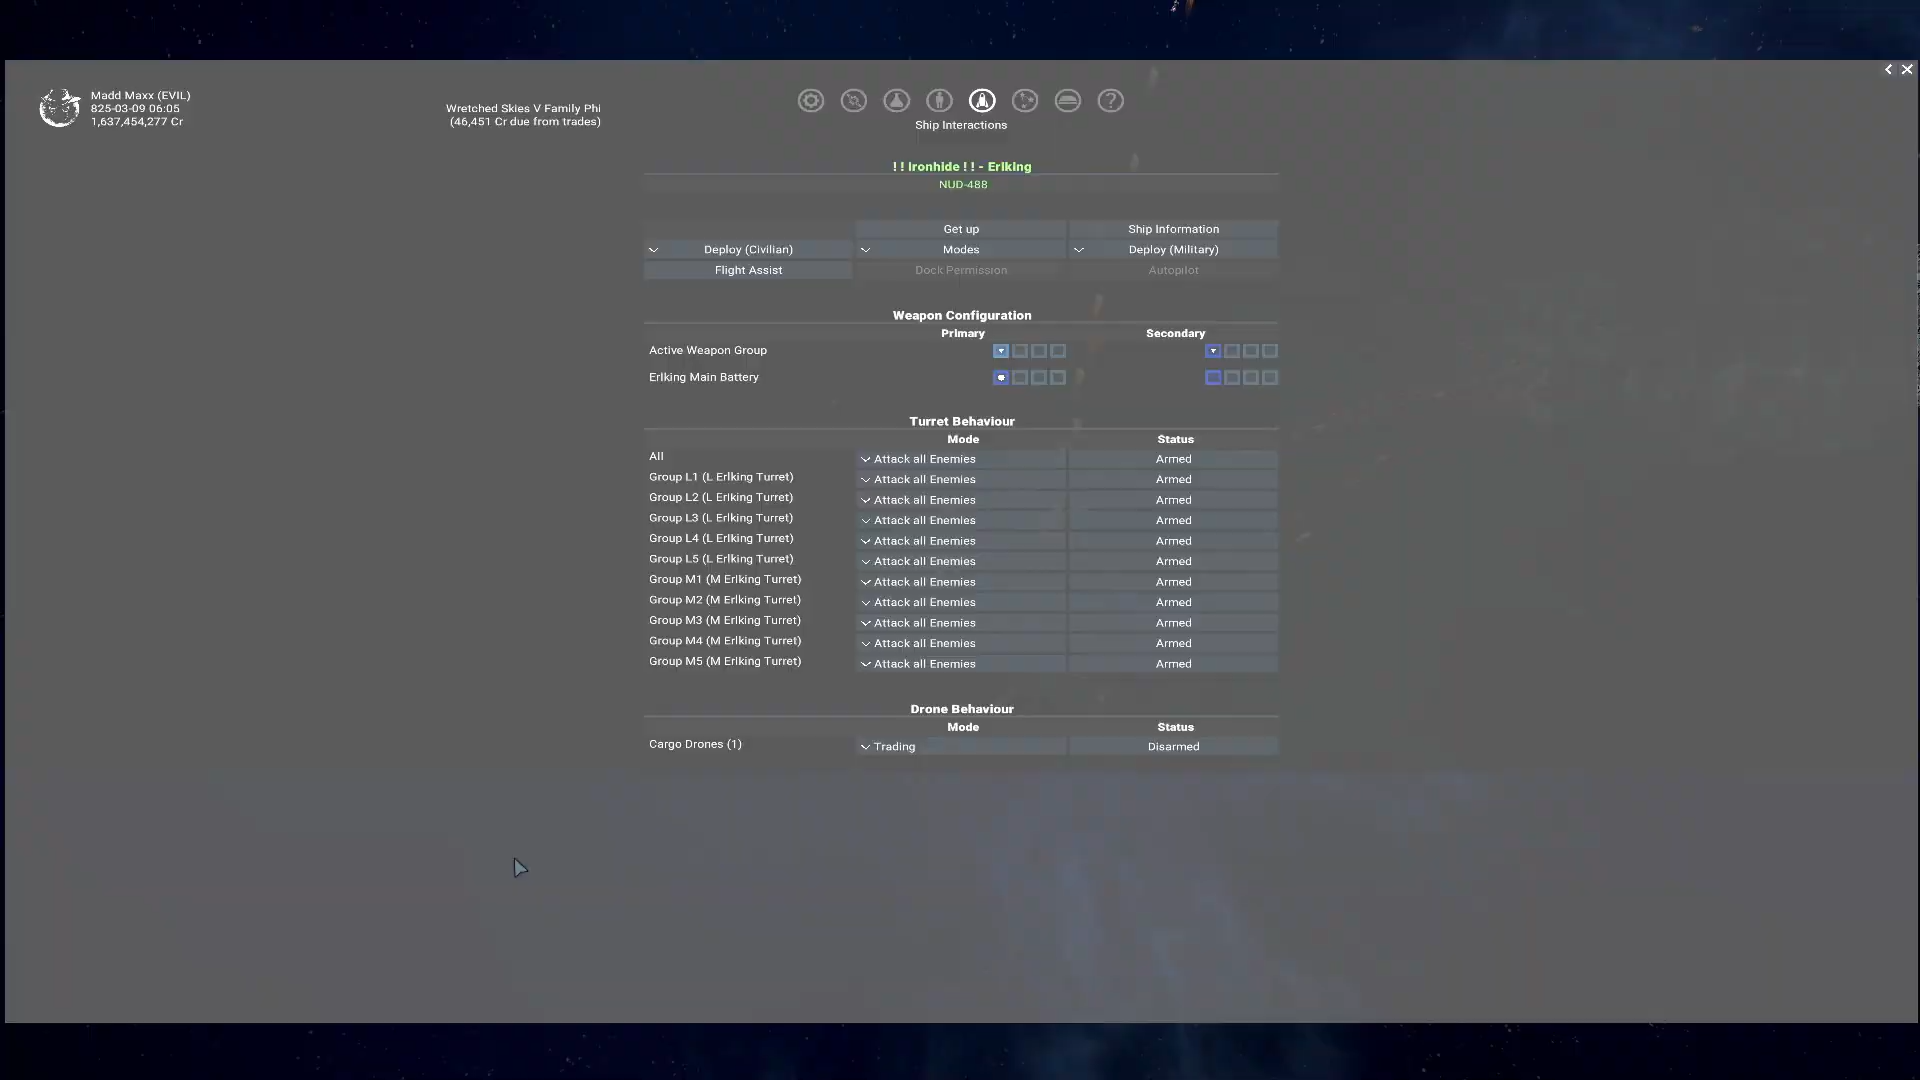 Madd Maxx (EVIL)
825-03-09 06:05
1,637,454,277 Cr
Wretched Skies V Family Phi
(46,451 Cr due from trades)
?
Ship Interactions
! ! Ironhide ! ! - Erlking
NUD-488
Get up
Ship Information
Deploy (Civilian)
Modes
Deploy (Military)
Flight Assist
Dock Permission
Autopilot
Weapon Configuration
Primary
Secondary
Active Weapon Group
Erlking Main Battery
Turret Behaviour
Mode
Status
All
Attack all Enemies
Armed
Group L1 (L Erlking Turret)
Attack all Enemies
Armed
Group L2 (L Erlking Turret)
Attack all Enemies
Armed
Group L3 (L Erlking Turret)
Attack all Enemies
Armed
Group L4 (L Erlking Turret)
Attack all Enemies
Armed
Group L5 (L Erlking Turret)
Attack all Enemies
Armed
Group M1 (M Erlking Turret)
Attack all Enemies
Armed
Group M2 (M Erlking Turret)
Attack all Enemies
Armed
Group M3 (M Erlking Turret)
Attack all Enemies
Armed
Group M4 (M Erlking Turret)
Attack all Enemies
Armed
Group M5 (M Erlking Turret)
Attack all Enemies
Armed
Drone Behaviour
Mode
Status
Cargo Drones (1)
Trading
Disarmed